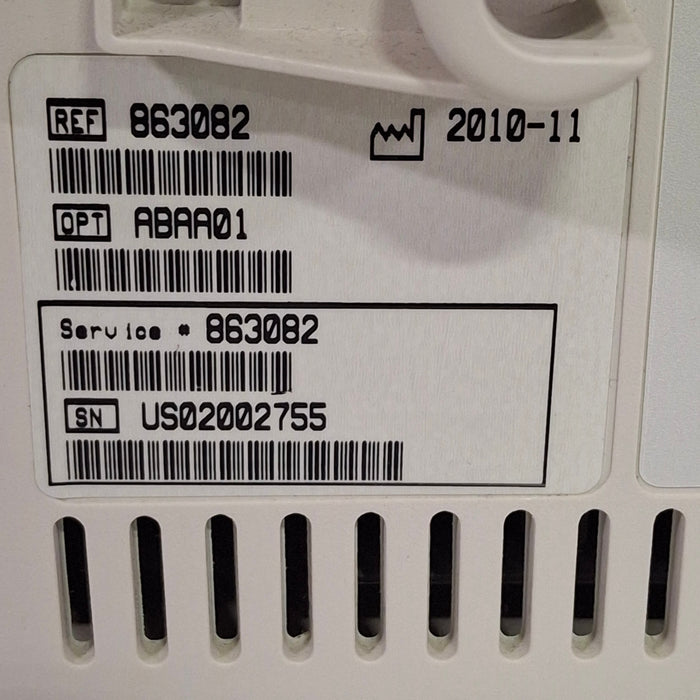 REF 863082 2010-11
OPT ABAA01
Service # 863082
SN US02002755